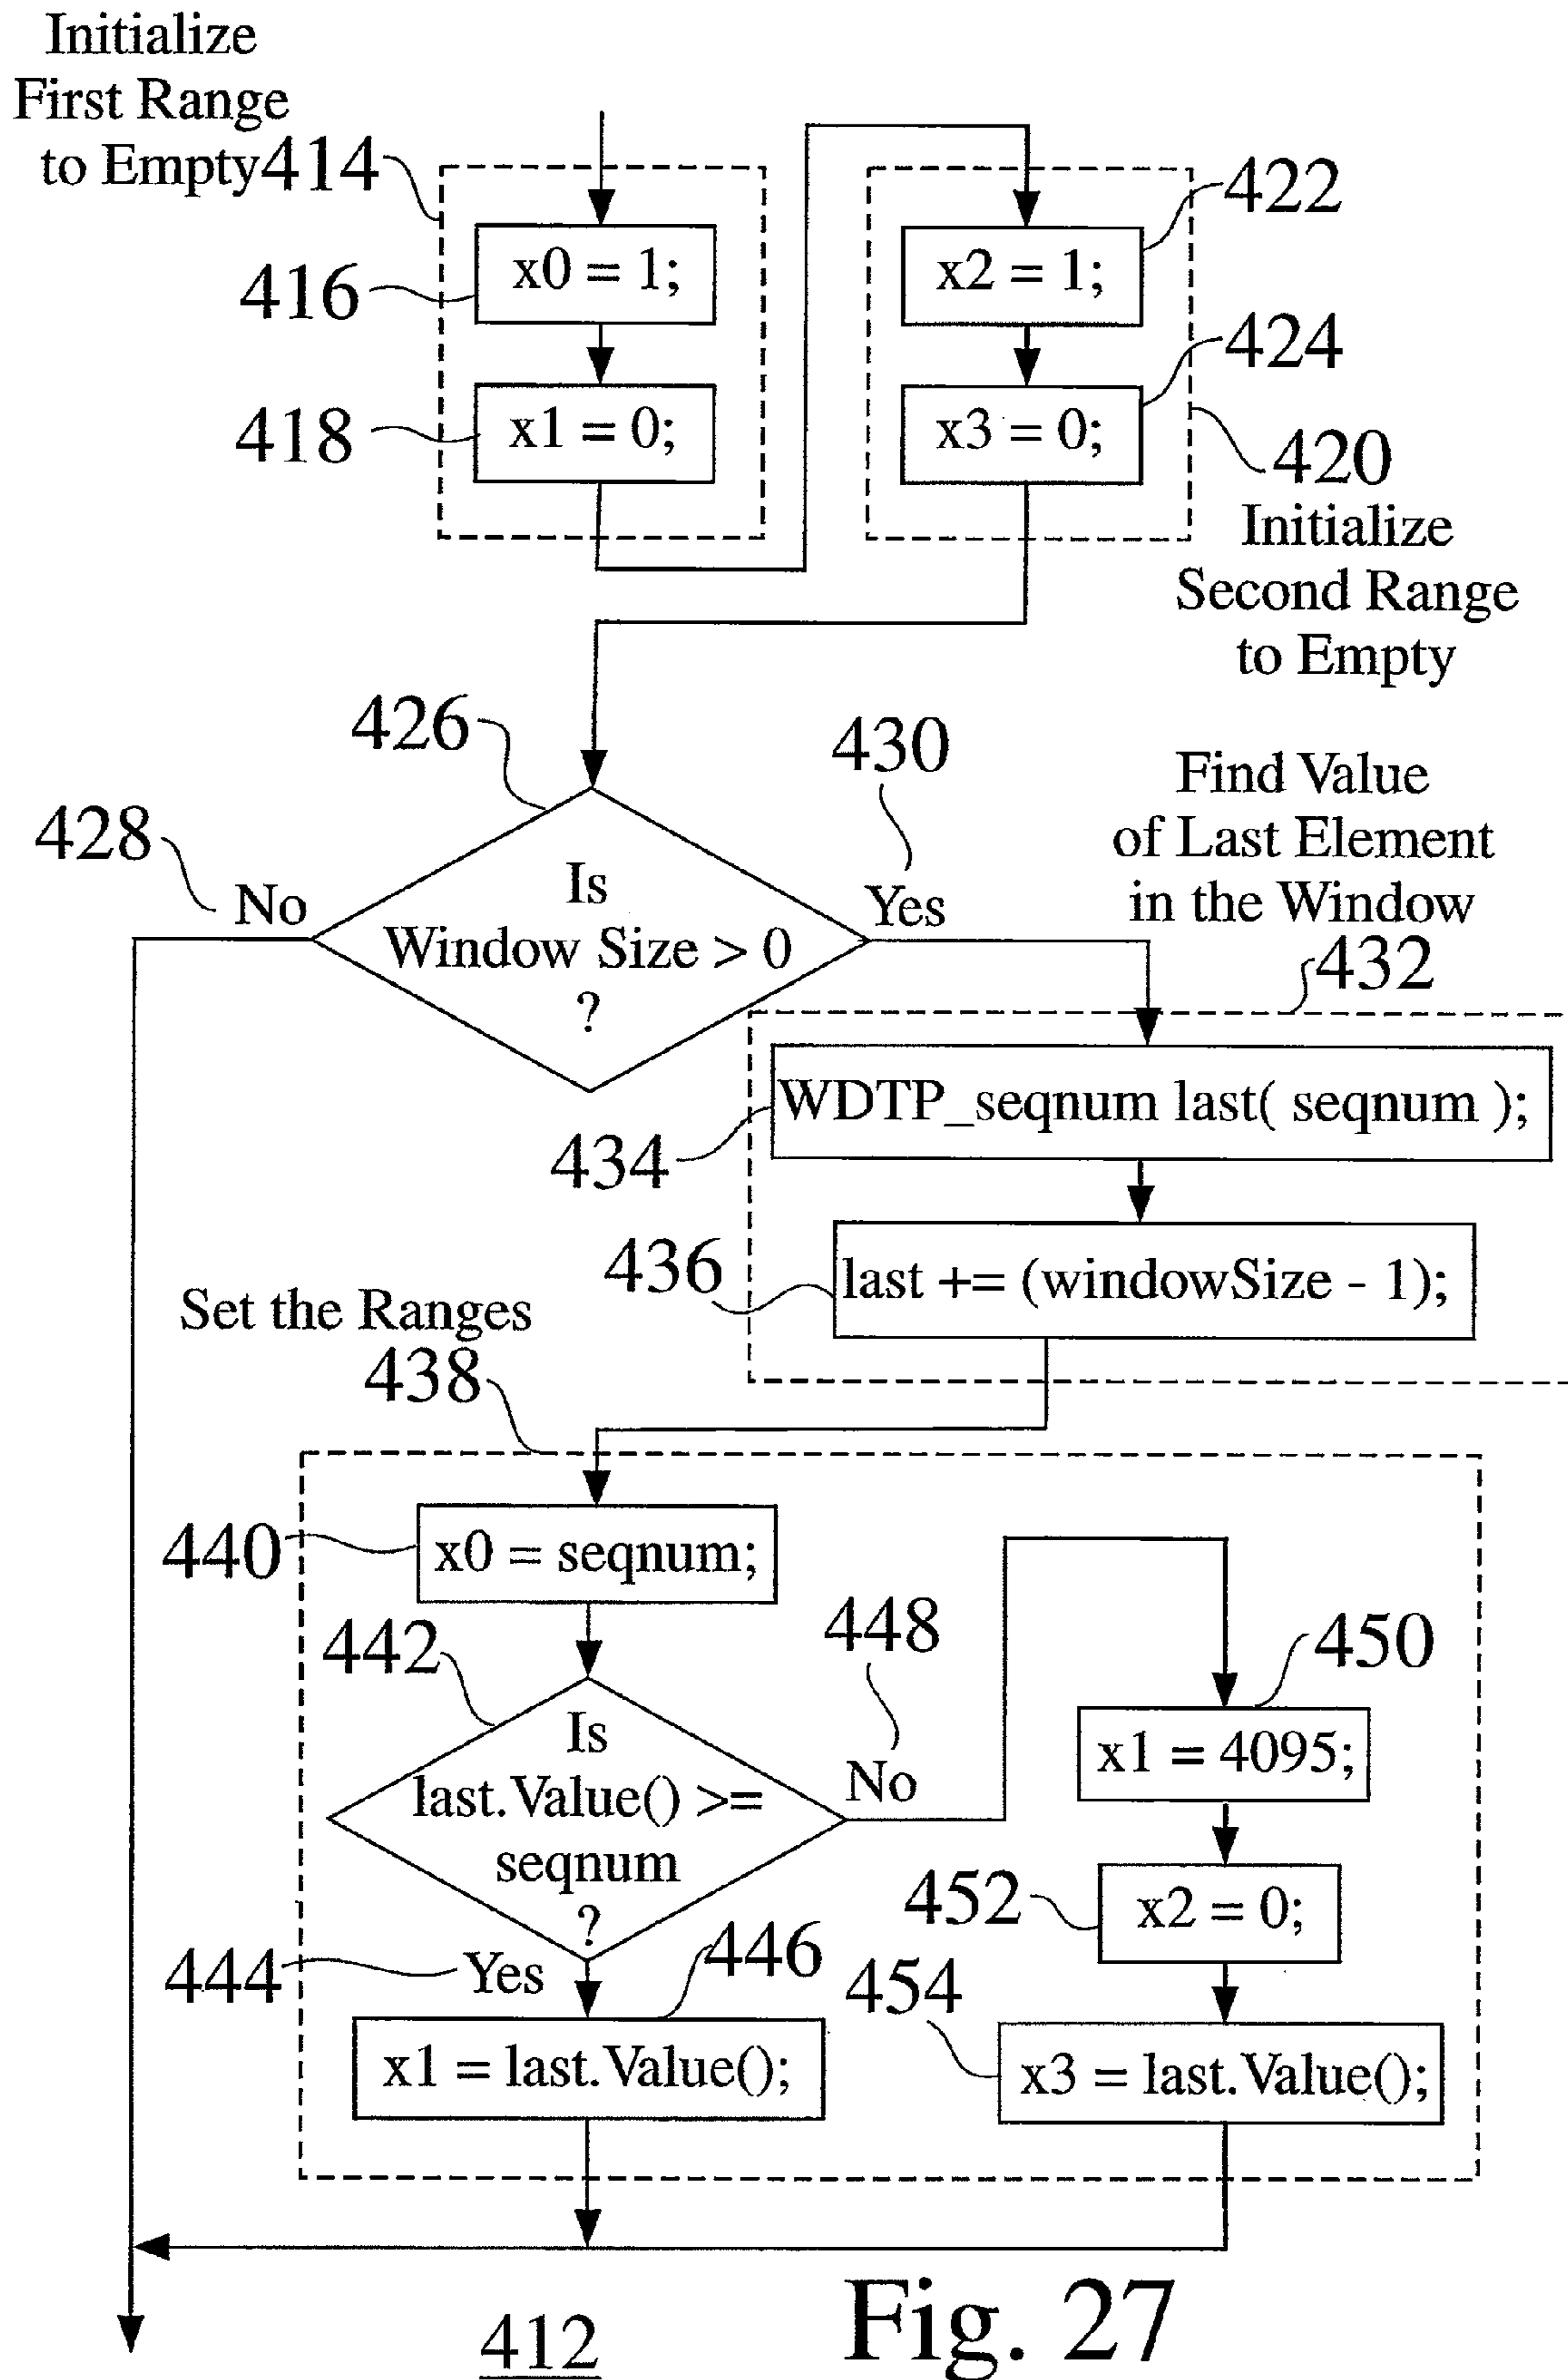 Initialize
First Range
to Empty 414
416
x0 = 1;
418
x1 = 0;
422
x2 = 1;
424
x3 = 0;
420
Initialize
Second Range
to Empty
426
428
No
Is
Window Size > 0
?
430
Yes
Find Value
of Last Element
in the Window
432
434
WDTP_seqnum last( seqnum );
436
last += (windowSize - 1);
Set the Ranges
438
440
x0 = seqnum;
442
Is
last.Value() >=
seqnum
?
444
Yes
446
x1 = last.Value();
448
No
450
x1 = 4095;
452
x2 = 0;
454
x3 = last.Value();
412
Fig. 27